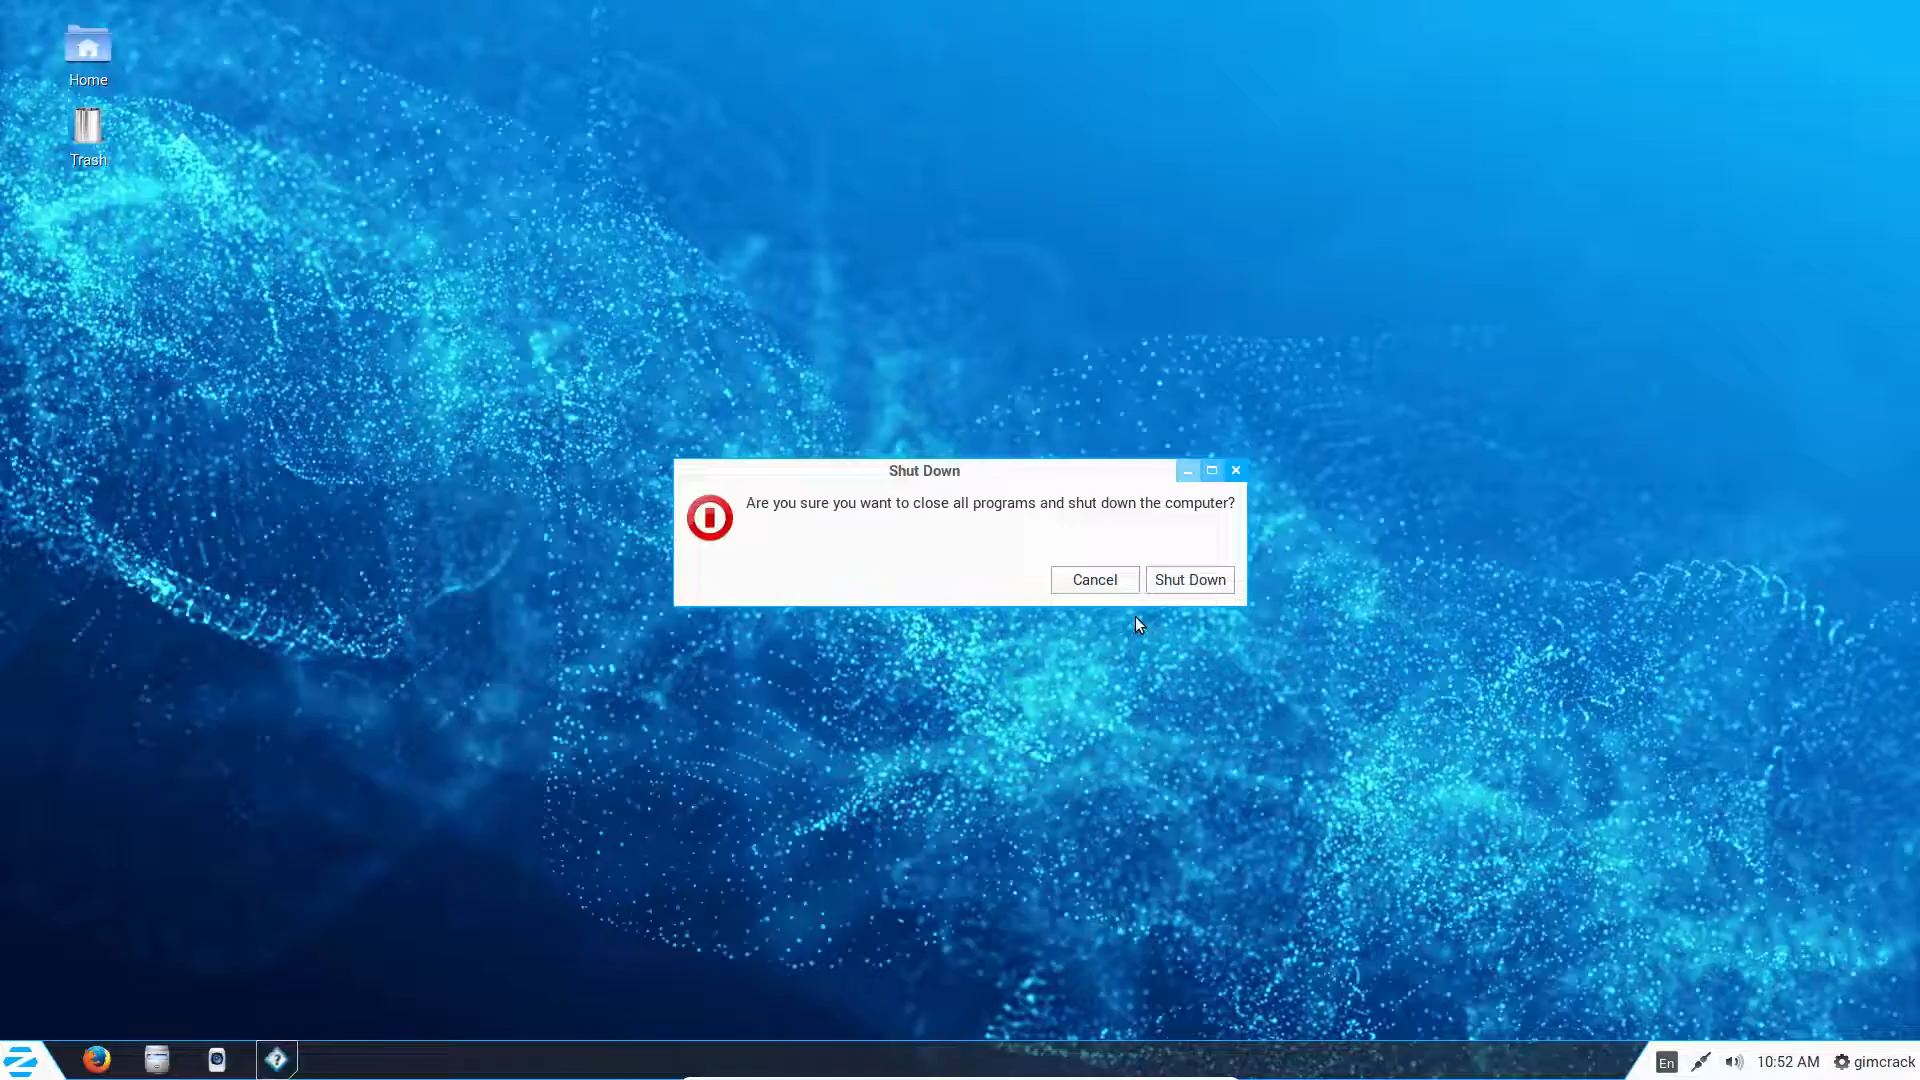 Home
Trash
Shut Down
Are you sure you want to close all programs and shut down the computer?
Cancel
Shut Down
En
10:52 AM
gimcrack